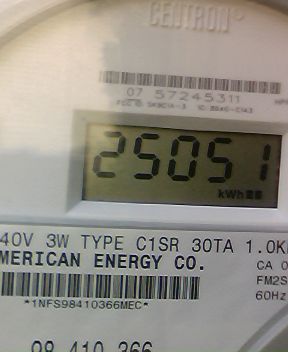 CENTRON®
07 57245311
25051
kWh
40V 3W TYPE C1SR 30TA 1.0K
MERICAN ENERGY CO.
CA 0
FM2S
*1NFS98410366MEC*
60Hz
98 410 366